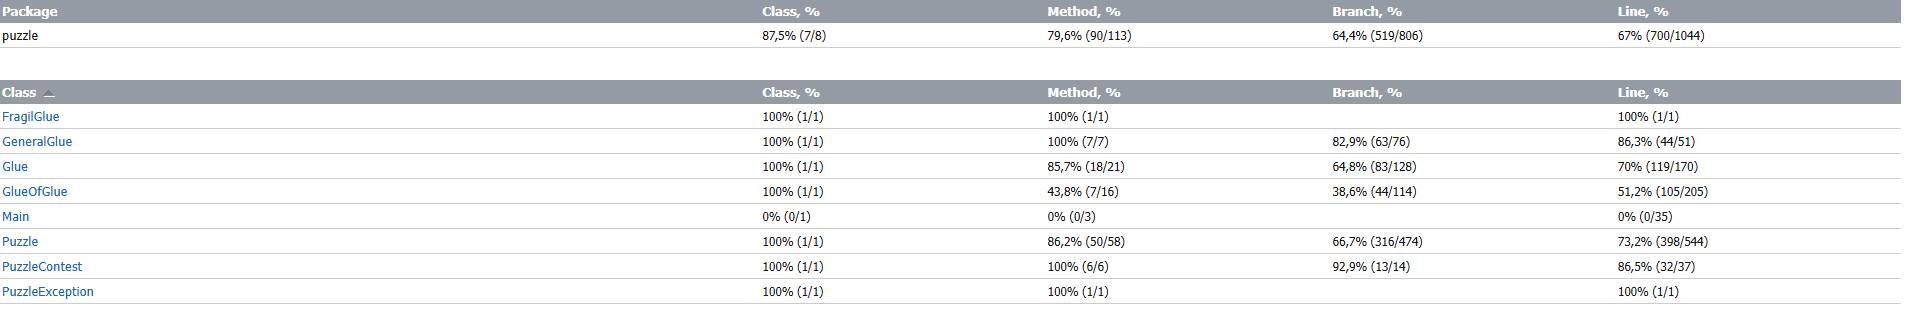 Package Class, % Method, % Branch, % Line, %
puzzle 87,5% (7/8) 79,6% (90/113) 64,4% (519/806) 67% (700/1044)
Class Class, % Method, % Branch, % Line, %
FragilGlue 100% (1/1) 100% (1/1) 100% (1/1)
GeneralGlue 100% (1/1) 100% (7/7) 82,9% (63/76) 86,3% (44/51)
Glue 100% (1/1) 85,7% (18/21) 64,8% (83/128) 70% (119/170)
GlueOfGlue 100% (1/1) 43,8% (7/16) 38,6% (44/114) 51,2% (105/205)
Main 0% (0/1) 0% (0/3) 0% (0/35)
Puzzle 100% (1/1) 86,2% (50/58) 66,7% (316/474) 73,2% (398/544)
PuzzleContest 100% (1/1) 100% (6/6) 92,9% (13/14) 86,5% (32/37)
PuzzleException 100% (1/1) 100% (1/1) 100% (1/1)